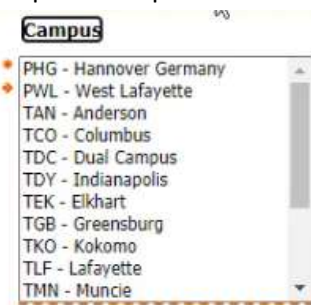 Campus
PHG - Hannover Germany
PWL - West Lafayette
TAN - Anderson
TCO - Columbus
TDC - Dual Campus
TDY - Indianapolis
TEK - Elkhart
TGB - Greensburg
TKO - Kokomo
TLF - Lafayette
TMN - Muncie